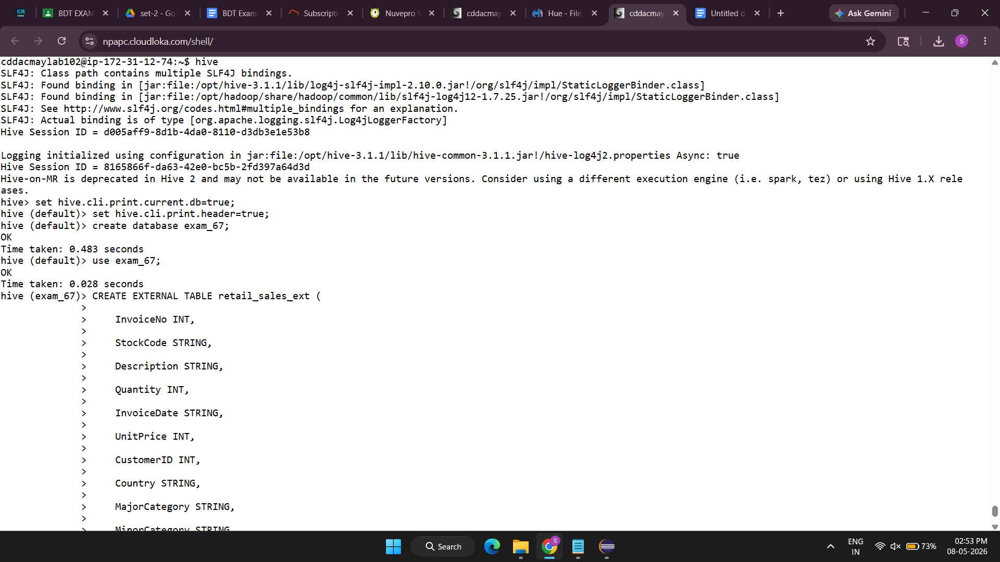 CR
CDAC
BDT EXAM
set-2 - Go
BDT Exam
Subscripti
Nuvepro
cddacmay
Hue - File
cddacmay
Untitled d
Ask Gemini
npapc.cloudloka.com/shell/
S
cddacmaylab102@ip-172-31-12-74:~$ hive
SLF4J: Class path contains multiple SLF4J bindings.
SLF4J: Found binding in [jar:file:/opt/hive-3.1.1/lib/log4j-slf4j-impl-2.10.0.jar!/org/slf4j/impl/StaticLoggerBinder.class]
SLF4J: Found binding in [jar:file:/opt/hadoop/share/hadoop/common/lib/slf4j-log4j12-1.7.25.jar!/org/slf4j/impl/StaticLoggerBinder.class]
SLF4J: See http://www.slf4j.org/codes.html#multiple_bindings for an explanation.
SLF4J: Actual binding is of type [org.apache.logging.slf4j.Log4jLoggerFactory]
Hive Session ID = d005aff9-8d1b-4da0-8110-d3db3e1e53b8
Logging initialized using configuration in jar:file:/opt/hive-3.1.1/lib/hive-common-3.1.1.jar!/hive-log4j2.properties Async: true
Hive Session ID = 8165866f-da63-42e0-bc5b-2fd397a64d3d
Hive-on-MR is deprecated in Hive 2 and may not be available in the future versions. Consider using a different execution engine (i.e. spark, tez) or using Hive 1.X rele
ases.
hive> set hive.cli.print.current.db=true;
hive (default)> set hive.cli.print.header=true;
hive (default)> create database exam_67;
OK
Time taken: 0.483 seconds
hive (default)> use exam_67;
OK
Time taken: 0.028 seconds
hive (exam_67)> CREATE EXTERNAL TABLE retail_sales_ext (
>
> InvoiceNo INT,
>
> StockCode STRING,
>
> Description STRING,
>
> Quantity INT,
>
> InvoiceDate STRING,
>
> UnitPrice INT,
>
> CustomerID INT,
>
> Country STRING,
>
> MajorCategory STRING,
>
> MinorCategory STRING
Search
S
ENG
IN
73%
02:53 PM
08-05-2026